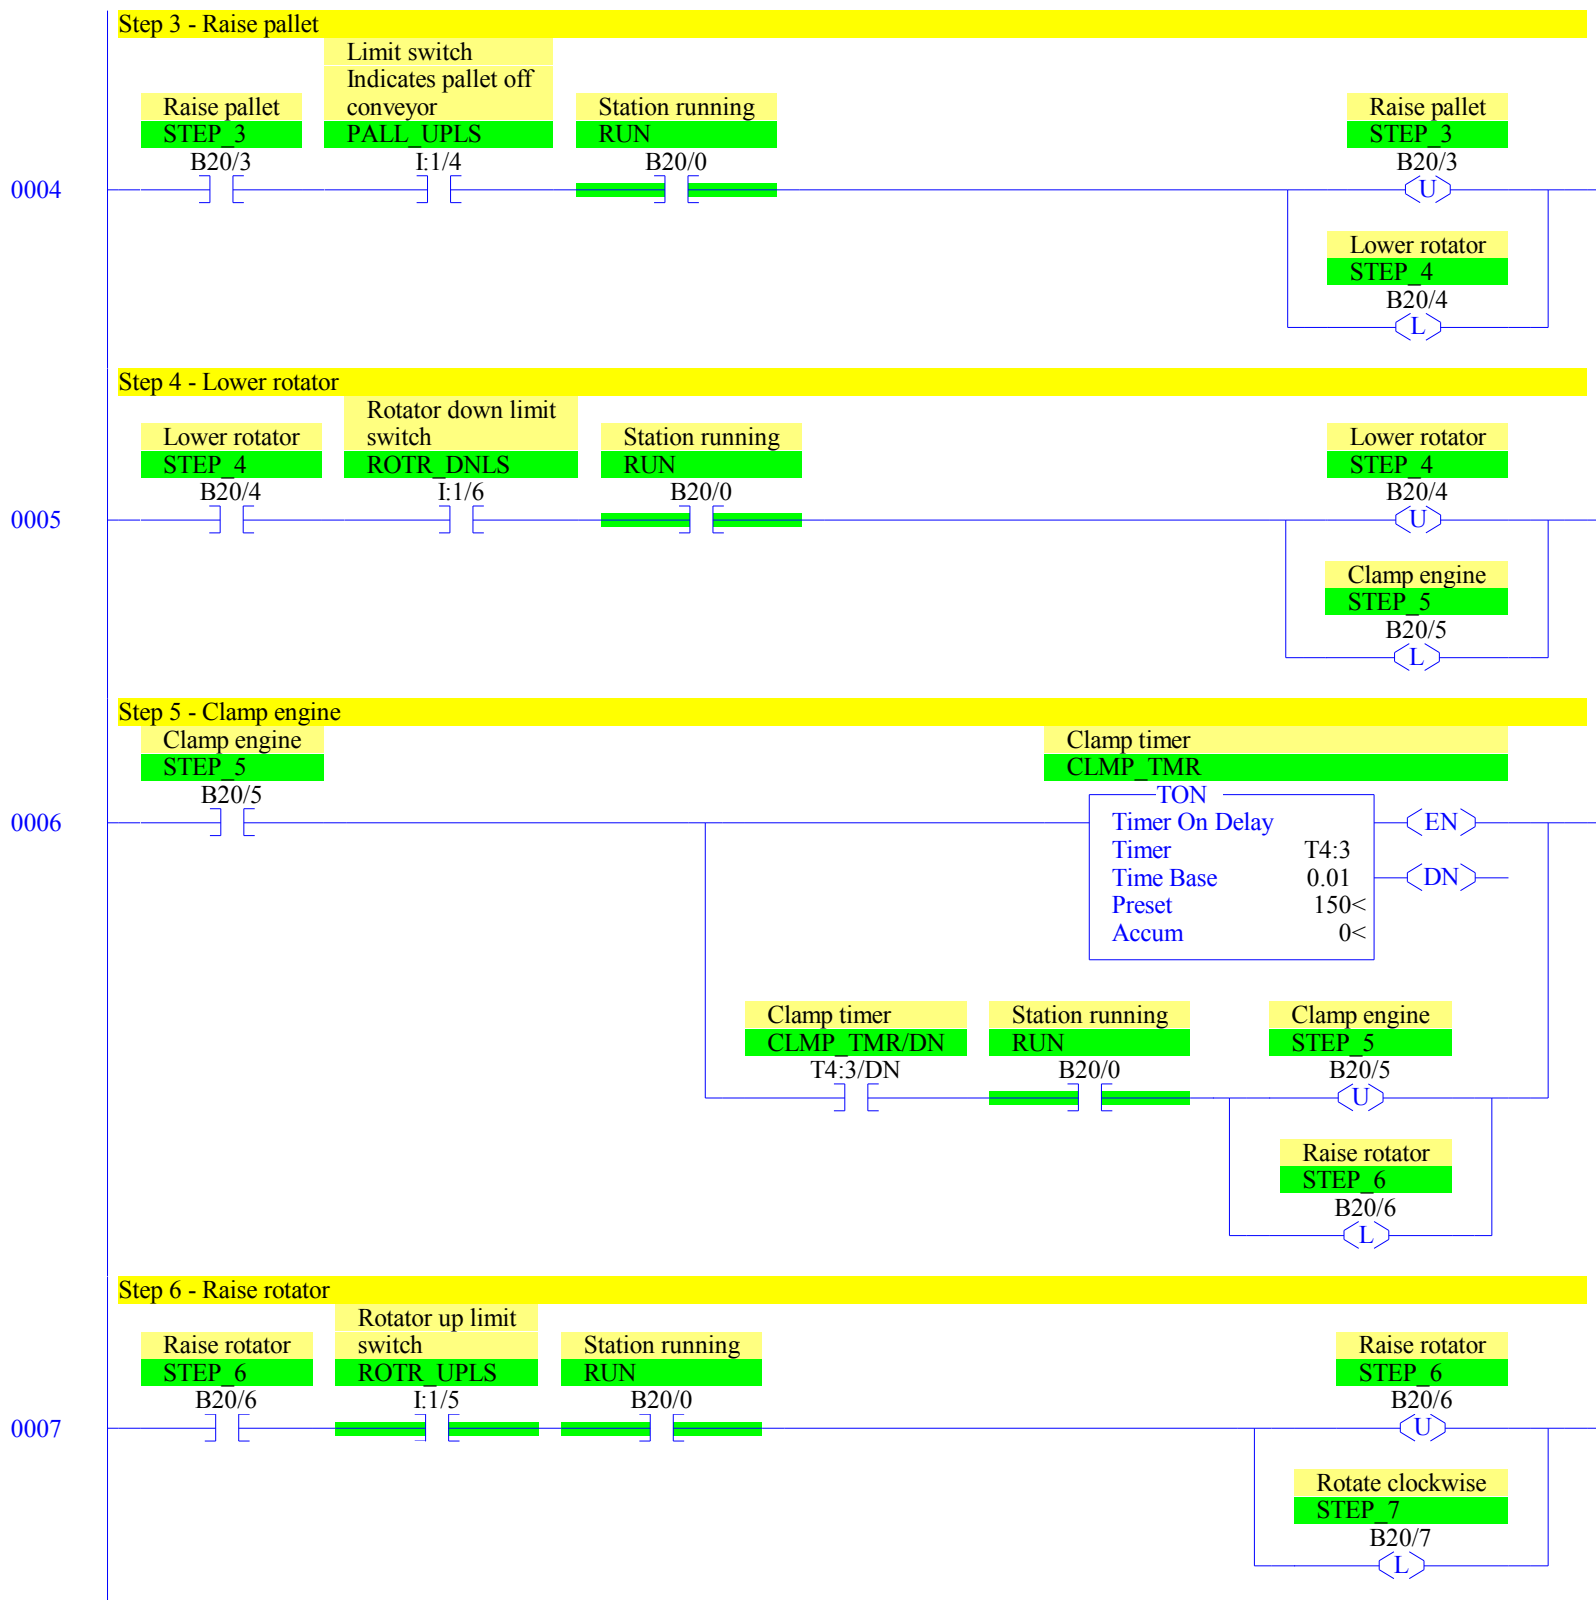 Step 3 - Raise pallet
Limit switch
Indicates pallet off
Raise pallet conveyor Station running Raise pallet
STEP_3 PALL_UPLS RUN STEP_3
B20/3 I:1/4 B20/0 B20/3
0004 U
Lower rotator
STEP_4
B20/4
L
Step 4 - Lower rotator
Rotator down limit
Lower rotator switch Station running Lower rotator
STEP_4 ROTR_DNLS RUN STEP_4
B20/4 I:1/6 B20/0 B20/4
0005 U
Clamp engine
STEP_5
B20/5
L
Step 5 - Clamp engine
Clamp engine Clamp timer
STEP_5 CLMP_TMR
B20/5 TON
0006 Timer On Delay EN
Timer T4:3
Time Base 0.01 DN
Preset 150<
Accum 0<
Clamp timer Station running Clamp engine
CLMP_TMR/DN RUN STEP_5
T4:3/DN B20/0 B20/5
U
Raise rotator
STEP_6
B20/6
L
Step 6 - Raise rotator
Rotator up limit
Raise rotator switch Station running Raise rotator
STEP_6 ROTR_UPLS RUN STEP_6
B20/6 I:1/5 B20/0 B20/6
0007 U
Rotate clockwise
STEP_7
B20/7
L